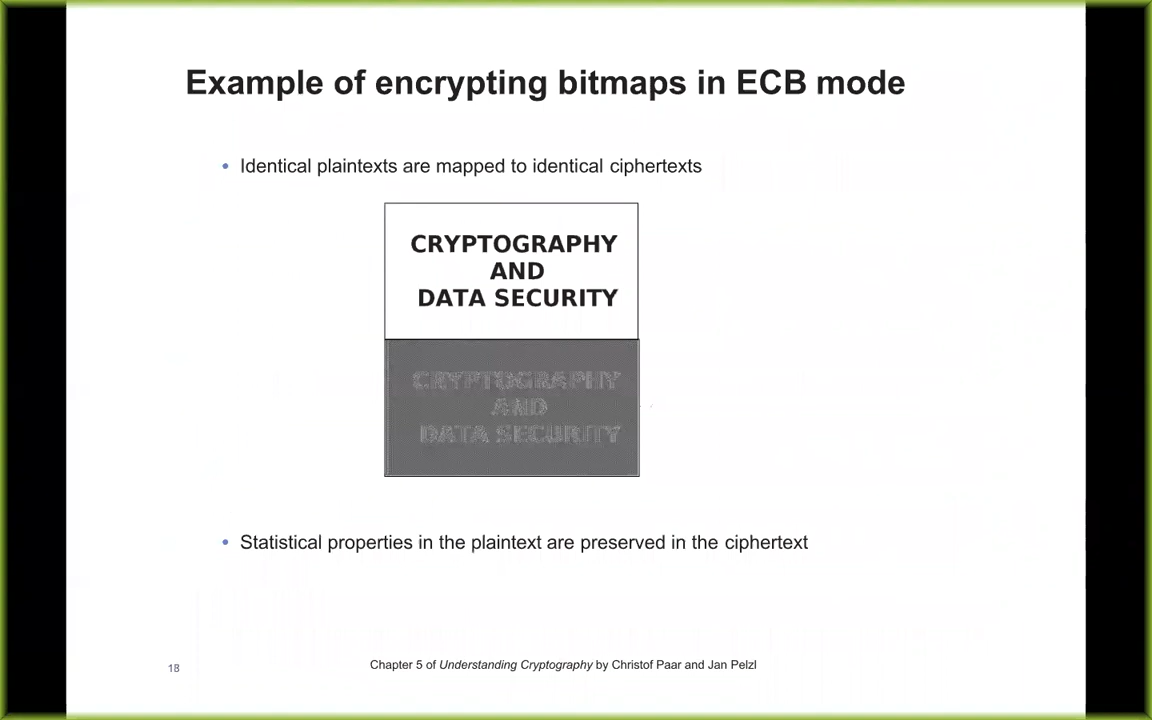 Example of encrypting bitmaps in ECB mode
• Identical plaintexts are mapped to identical ciphertexts
CRYPTOGRAPHY
AND
DATA SECURITY
CRYPTOGRAPHY
AND
DATA SECURITY
• Statistical properties in the plaintext are preserved in the ciphertext
18
Chapter 5 of Understanding Cryptography by Christof Paar and Jan Pelzl